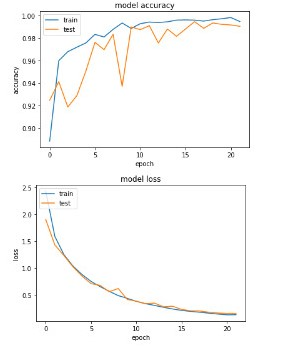 model accuracy
1.00
0.98
0.96
0.94
0.92
0.90
accuracy
train
test
0 5 10 15 20
epoch
model loss
2.5
2.0
1.5
1.0
0.5
loss
train
test
0 5 10 15 20
epoch